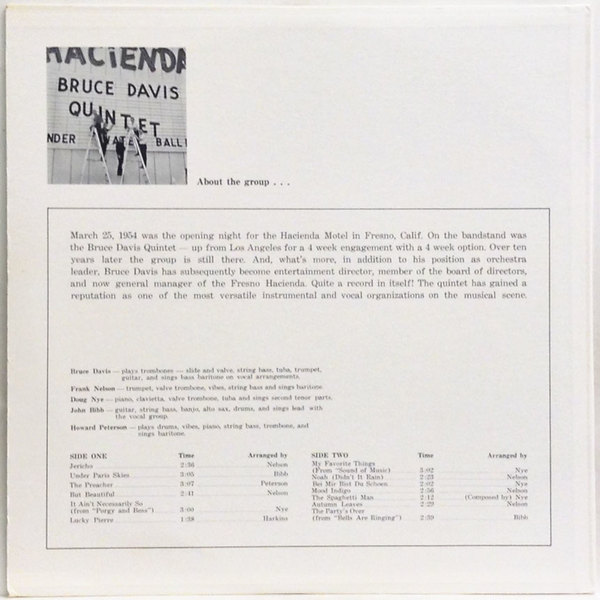 HACIENDA
BRUCE DAVIS
QUINTET
NDER WATER BALL
About the group . . .
March 25, 1954 was the opening night for the Hacienda Motel in Fresno, Calif. On the bandstand was
the Bruce Davis Quintet — up from Los Angeles for a 4 week engagement with a 4 week option. Over ten
years later the group is still there. And, what's more, in addition to his position as orchestra
leader, Bruce Davis has subsequently become entertainment director, member of the board of directors,
and now general manager of the Fresno Hacienda. Quite a record in itself! The quintet has gained a
reputation as one of the most versatile instrumental and vocal organizations on the musical scene.
Bruce Davis — plays trombones — slide and valve, string bass, tuba, trumpet,
guitar, and sings bass baritone on vocal arrangements.
Frank Nelson — trumpet, valve trombone, vibes, string bass and sings baritone
Doug Nye — piano, clavietta, valve trombone, tuba and sings second tenor parts.
John Bibb — guitar, string bass, banjo, alto sax, drums, and sings lead with
the vocal group.
Howard Peterson — plays drums, vibes, piano, string bass, trombone, and
sings baritone.
SIDE ONE Time Arranged by
Jericho 2:36 Nelson
Under Paris Skies 3:05 Bibb
The Preacher 3:07 Peterson
But Beautiful 2:41 Nelson
It Ain't Necessarily So
(from "Porgy and Bess") 3:00 Nye
Lucky Pierre 1:38 Harkins
SIDE TWO Time Arranged by
My Favorite Things
(From "Sound of Music) 3:02 Nye
Noah (Didn't It Rain) 2:23 Nelson
Bei Mir Bist Du Schoen 2:02 Nye
Mood Indigo 2:56 Nelson
The Spaghetti Man 2:12 (Composed by) Nye
Autumn Leaves 2:29 Nelson
The Party's Over
(from "Bells Are Ringing") 2:39 Bibb